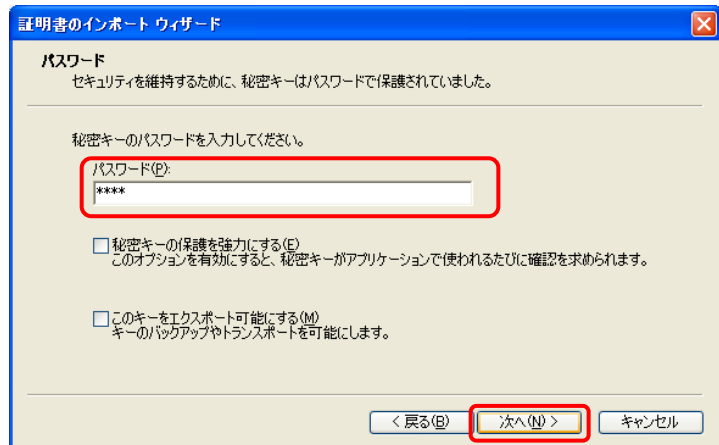 証明書のインポート ウィザード
パスワード
セキュリティを維持するために、秘密キーはパスワードで保護されていました。
秘密キーのパスワードを入力してください。
パスワード(P):
****
秘密キーの保護を強力にする(E)
このオプションを有効にすると、秘密キーがアプリケーションで使われるたびに確認を求められます。
このキーをエクスポート可能にする(M)
キーのバックアップやトランスポートを可能にします。
< 戻る(B) 次へ(N) > キャンセル